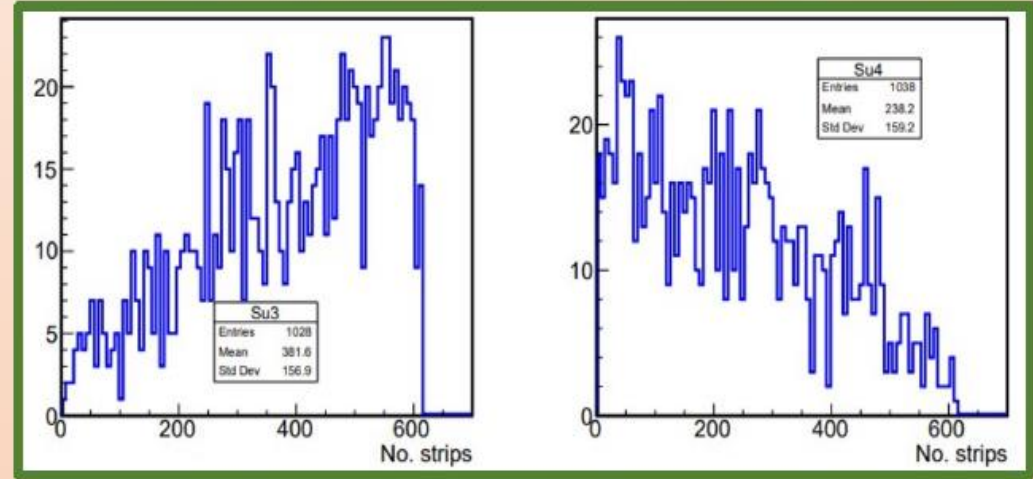 20
15
10
5
0
0 200 400 600
No. strips
Su3
Entries 1028
Mean 381.6
Std Dev 156.9
20
10
0
0 200 400 600
No. strips
Su4
Entries 1038
Mean 238.2
Std Dev 159.2